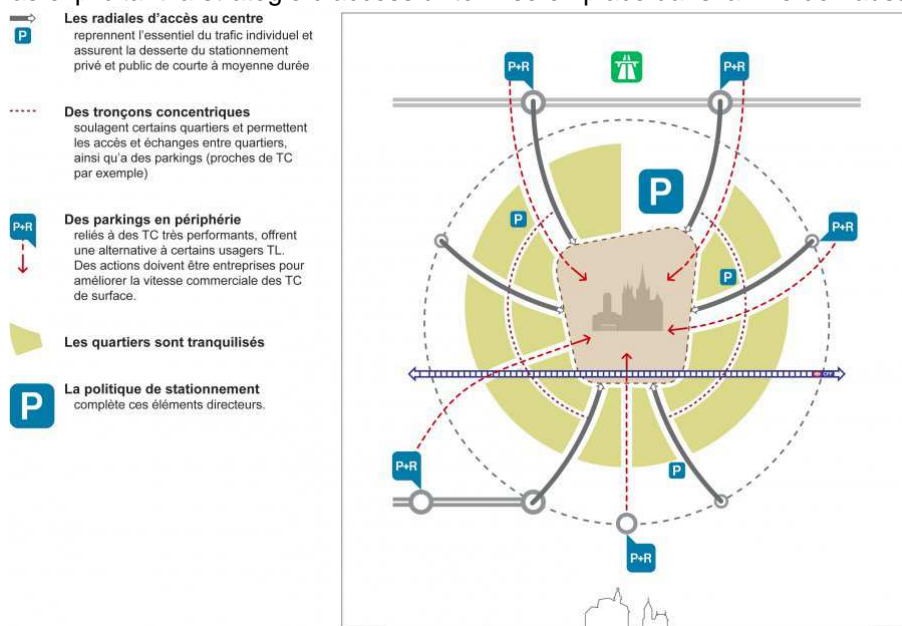 Les radiales d'accès au centre
P
reprennent l'essentiel du trafic individuel et
assurent la desserte du stationnement
privé et public de courte à moyenne durée
Des tronçons concentriques
soulagent certains quartiers et permettent
les accès et échanges entre quartiers,
ainsi qu'a des parkings (proches de TC
par exemple)
Des parkings en périphérie
P+R
reliés à des TC très performants, offrent
une alternative à certains usagers TL.
Des actions doivent être entreprises pour
améliorer la vitesse commerciale des TC
de surface.
Les quartiers sont tranquilisés
P
La politique de stationnement
complète ces éléments directeurs.
P+R
P+R
P
P
P+R
P
P+R
P
P+R